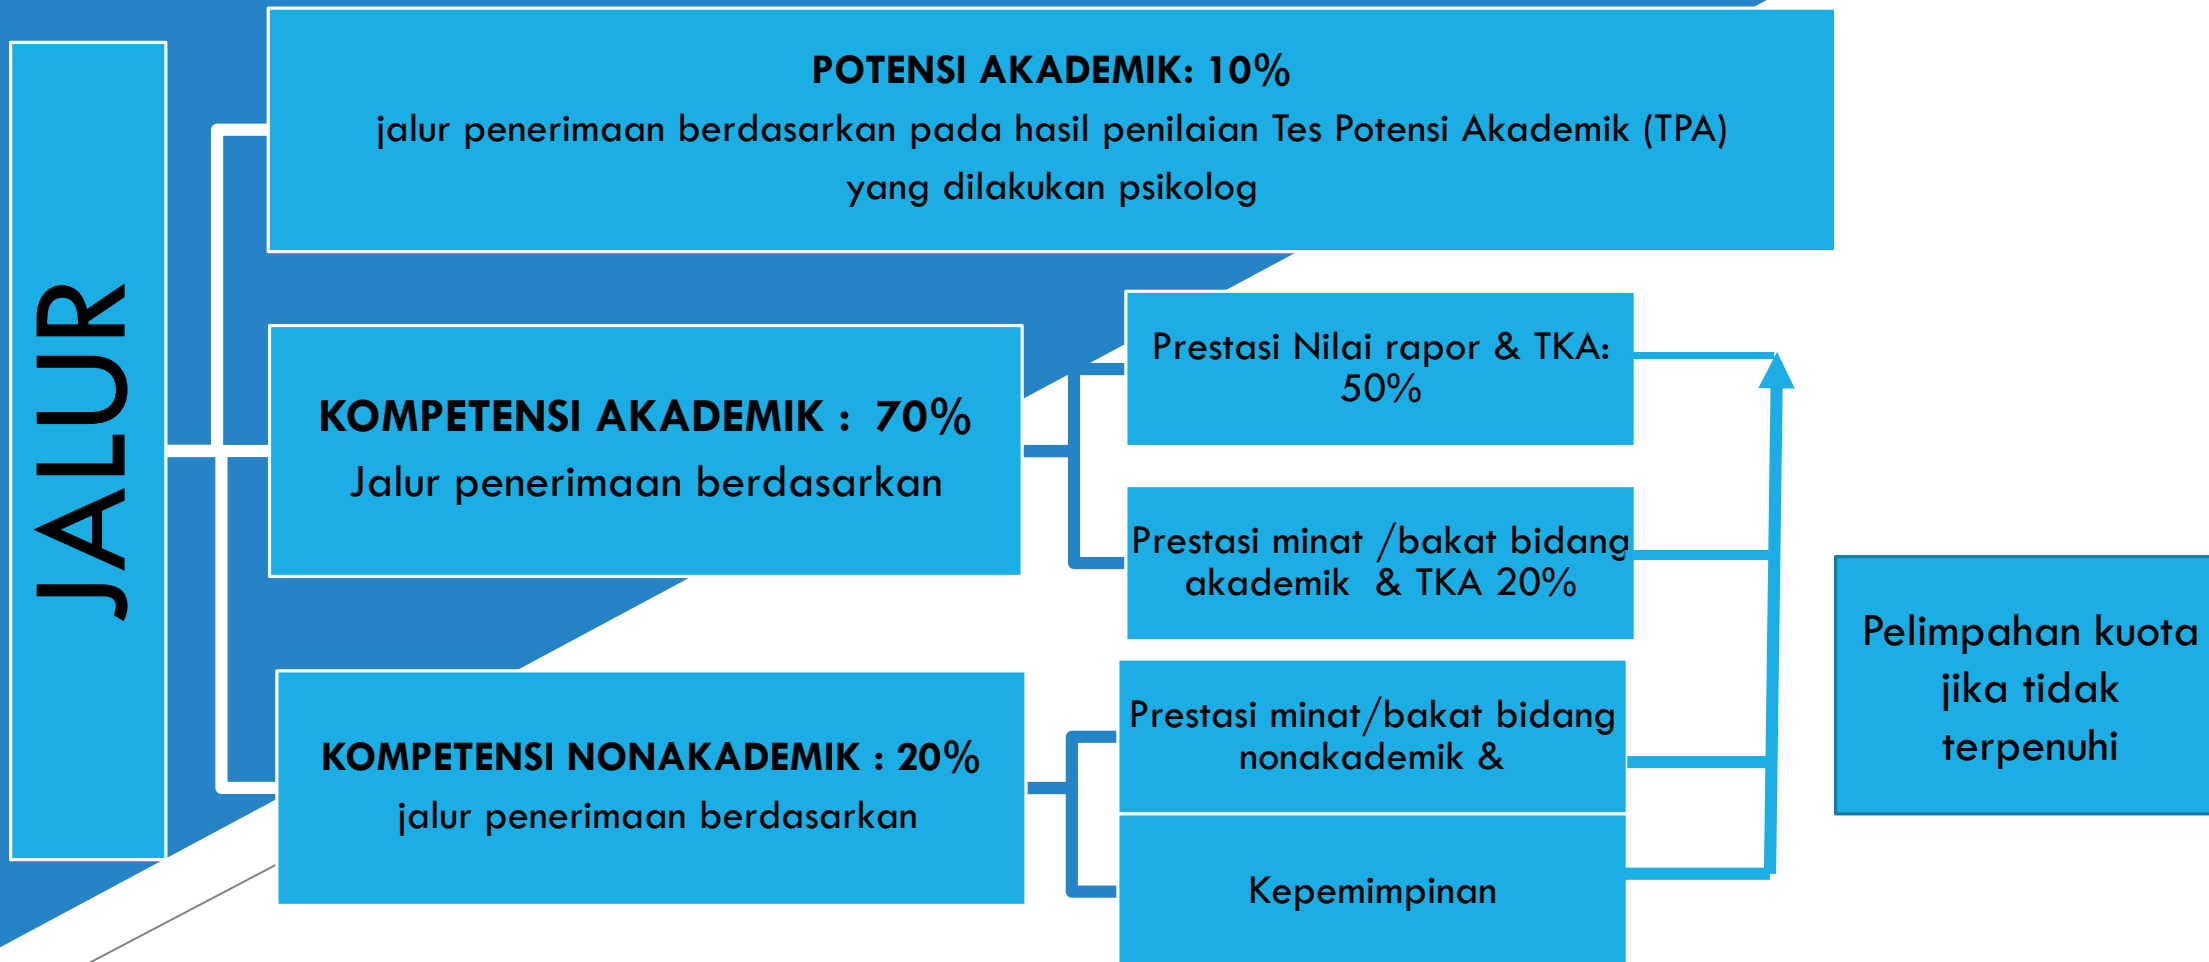 JALUR
POTENSI AKADEMIK: 10%
jalur penerimaan berdasarkan pada hasil penilaian Tes Potensi Akademik (TPA)
yang dilakukan psikolog
KOMPETENSI AKADEMIK : 70%
Jalur penerimaan berdasarkan
Prestasi Nilai rapor & TKA:
50%
Prestasi minat /bakat bidang
akademik & TKA 20%
KOMPETENSI NONAKADEMIK : 20%
jalur penerimaan berdasarkan
Prestasi minat/bakat bidang
nonakademik &
Kepemimpinan
Pelimpahan kuota
jika tidak
terpenuhi